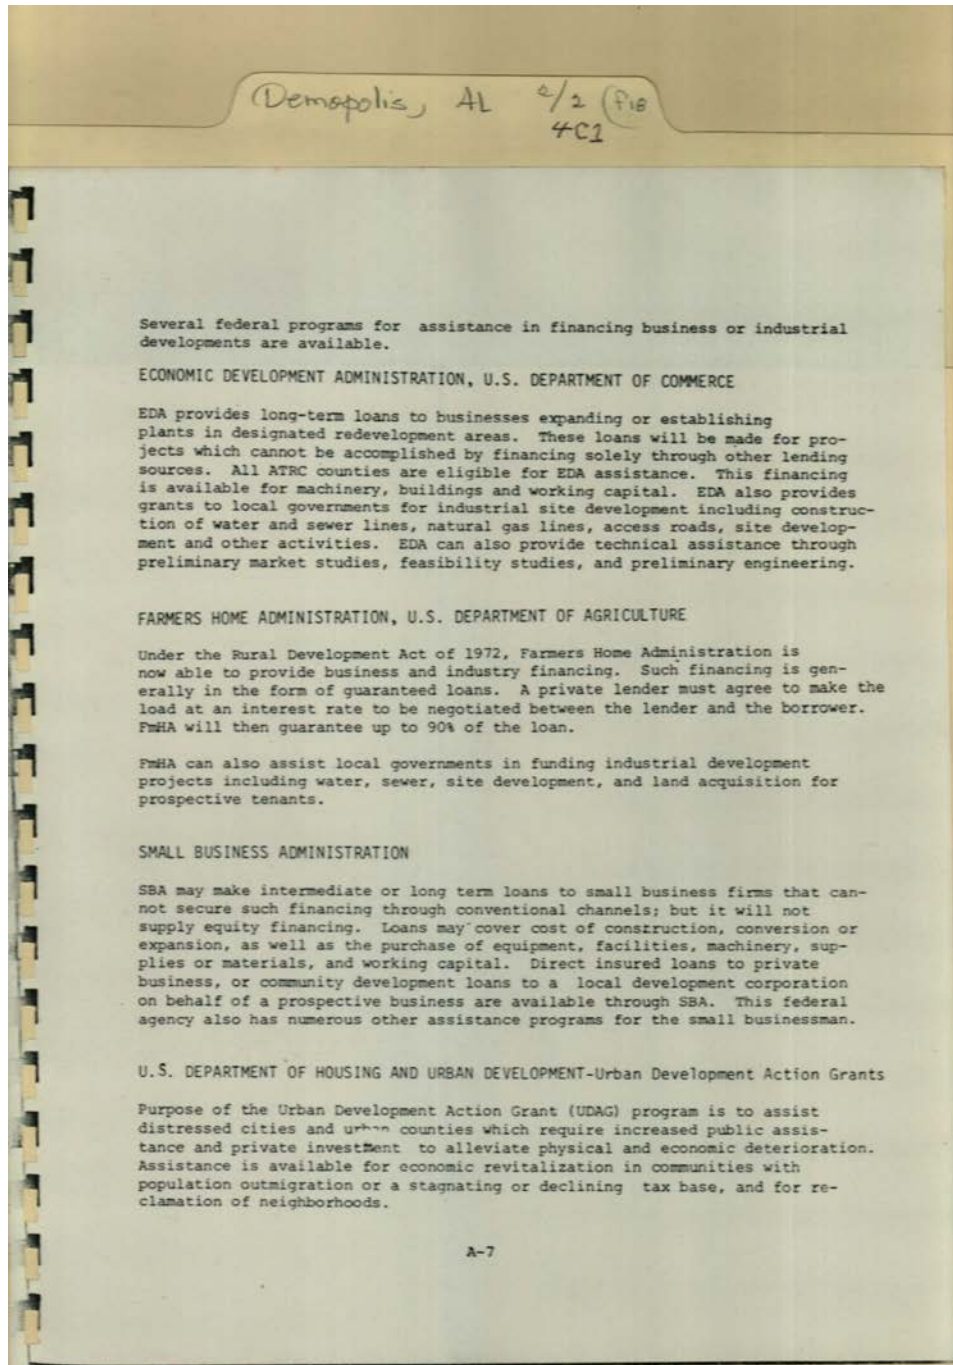 Demopolis, AL 2/2 (fie
4C1
Several federal programs for assistance in financing business or industrial
developments are available.
ECONOMIC DEVELOPMENT ADMINISTRATION, U.S. DEPARTMENT OF COMMERCE
EDA provides long-term loans to businesses expanding or establishing
plants in designated redevelopment areas. These loans will be made for pro-
jects which cannot be accomplished by financing solely through other lending
sources. All ATRC counties are eligible for EDA assistance. This financing
is available for machinery, buildings and working capital. EDA also provides
grants to local governments for industrial site development including construc-
tion of water and sewer lines, natural gas lines, access roads, site develop-
ment and other activities. EDA can also provide technical assistance through
preliminary market studies, feasibility studies, and preliminary engineering.
FARMERS HOME ADMINISTRATION, U.S. DEPARTMENT OF AGRICULTURE
Under the Rural Development Act of 1972, Farmers Home Administration is
now able to provide business and industry financing. Such financing is gen-
erally in the form of guaranteed loans. A private lender must agree to make the
load at an interest rate to be negotiated between the lender and the borrower.
FmHA will then guarantee up to 90% of the loan.
FmHA can also assist local governments in funding industrial development
projects including water, sewer, site development, and land acquisition for
prospective tenants.
SMALL BUSINESS ADMINISTRATION
SBA may make intermediate or long term loans to small business firms that can-
not secure such financing through conventional channels; but it will not
supply equity financing. Loans may cover cost of construction, conversion or
expansion, as well as the purchase of equipment, facilities, machinery, sup-
plies or materials, and working capital. Direct insured loans to private
business, or community development loans to a local development corporation
on behalf of a prospective business are available through SBA. This federal
agency also has numerous other assistance programs for the small businessman.
U.S. DEPARTMENT OF HOUSING AND URBAN DEVELOPMENT-Urban Development Action Grants
Purpose of the Urban Development Action Grant (UDAG) program is to assist
distressed cities and urban counties which require increased public assis-
tance and private investment to alleviate physical and economic deterioration.
Assistance is available for economic revitalization in communities with
population outmigration or a stagnating or declining tax base, and for re-
clamation of neighborhoods.
A-7